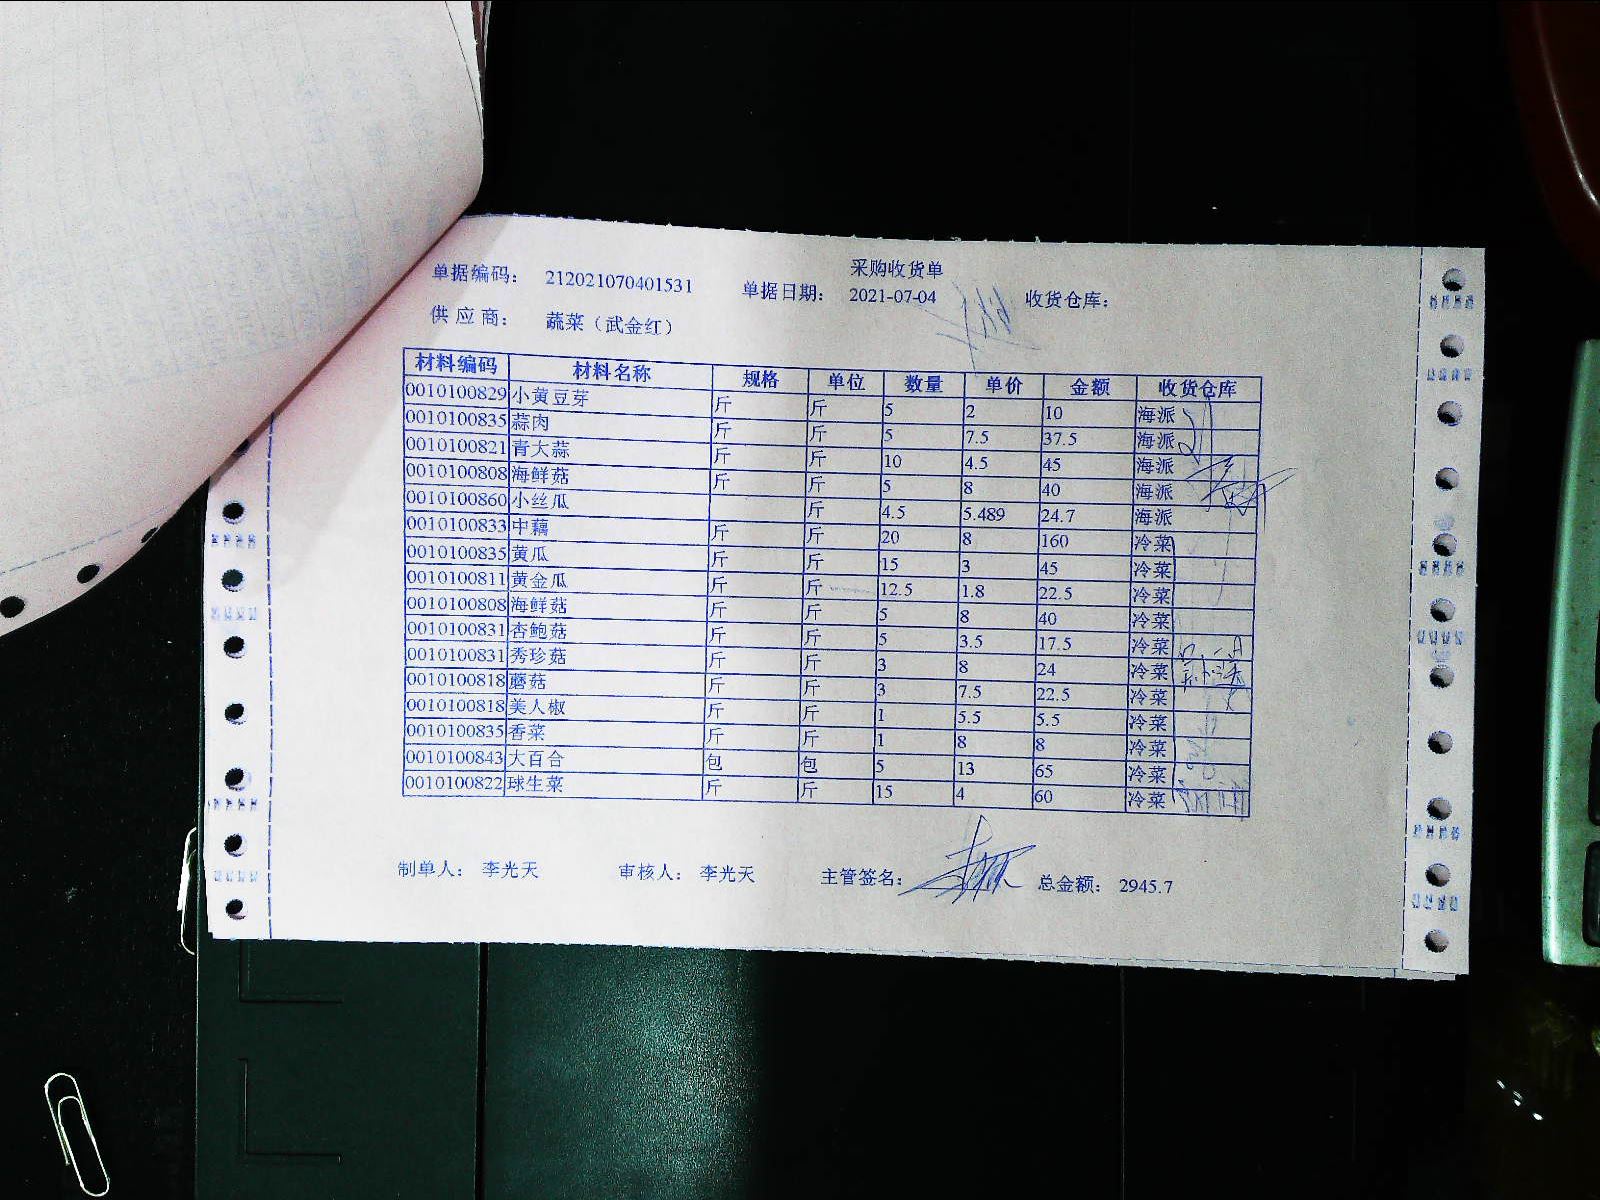 采购收货单
单据编码： 212021070401531 单据日期： 2021-07-04 收货仓库：
供应商： 蔬菜（武金红）
材料编码 材料名称 规格 单位 数量 单价 金额 收货仓库
0010100829 小黄豆芽 斤 斤 5 2 10 海派
0010100835 蒜肉 斤 斤 5 7.5 37.5 海派
0010100821 青大蒜 斤 斤 10 4.5 45 海派
0010100808 海鲜菇 斤 斤 5 8 40 海派
0010100860 小丝瓜 斤 4.5 5.489 24.7 海派
0010100833 中藕 斤 斤 20 8 160 冷菜
0010100835 黄瓜 斤 斤 15 3 45 冷菜
0010100811 黄金瓜 斤 斤 12.5 1.8 22.5 冷菜
0010100808 海鲜菇 斤 斤 5 8 40 冷菜
0010100831 杏鲍菇 斤 斤 5 3.5 17.5 冷菜
0010100831 秀珍菇 斤 斤 3 8 24 冷菜
0010100818 蘑菇 斤 斤 3 7.5 22.5 冷菜
0010100818 美人椒 斤 斤 1 5.5 5.5 冷菜
0010100835 香菜 斤 斤 1 8 8 冷菜
0010100843 大百合 包 包 5 13 65 冷菜
0010100822 球生菜 斤 斤 15 4 60 冷菜
制单人： 李光天 审核人： 李光天 主管签名： 总金额： 2945.7